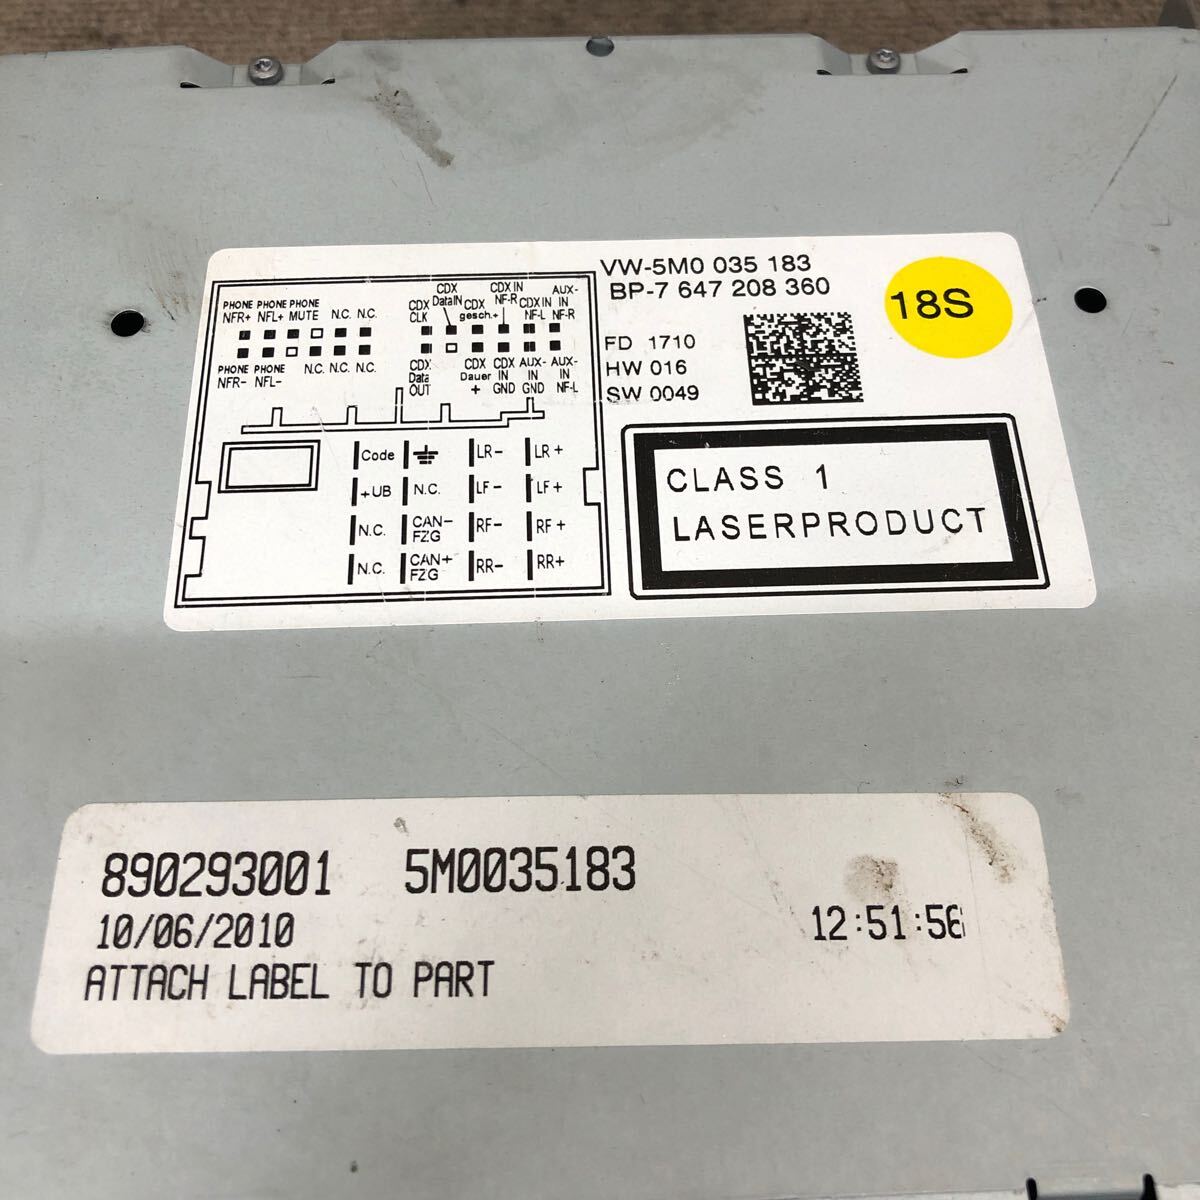 VW-5M0 035 183
BP-7 647 208 360
18S
FD 1710
HW 016
SW 0049
CLASS 1
LASERPRODUCT
PHONE NFR+
PHONE NFL+
PHONE MUTE
N.C.
N.C.
PHONE NFR-
PHONE NFL-
N.C.
N.C.
N.C.
CDX CLK
CDX DataIN
CDX gesch.+
CDX IN NF-R
CDX IN NF-L
AUX-IN NF-R
CDX Data OUT
CDX Dauer +
CDX IN GND
AUX-IN GND
AUX-IN NF-L
Code
LR-
LR+
+UB
N.C.
LF-
LF+
N.C.
CAN-FZG
RF-
RF+
N.C.
CAN+FZG
RR-
RR+
890293001 5M0035183
10/06/2010 12:51:56
ATTACH LABEL TO PART